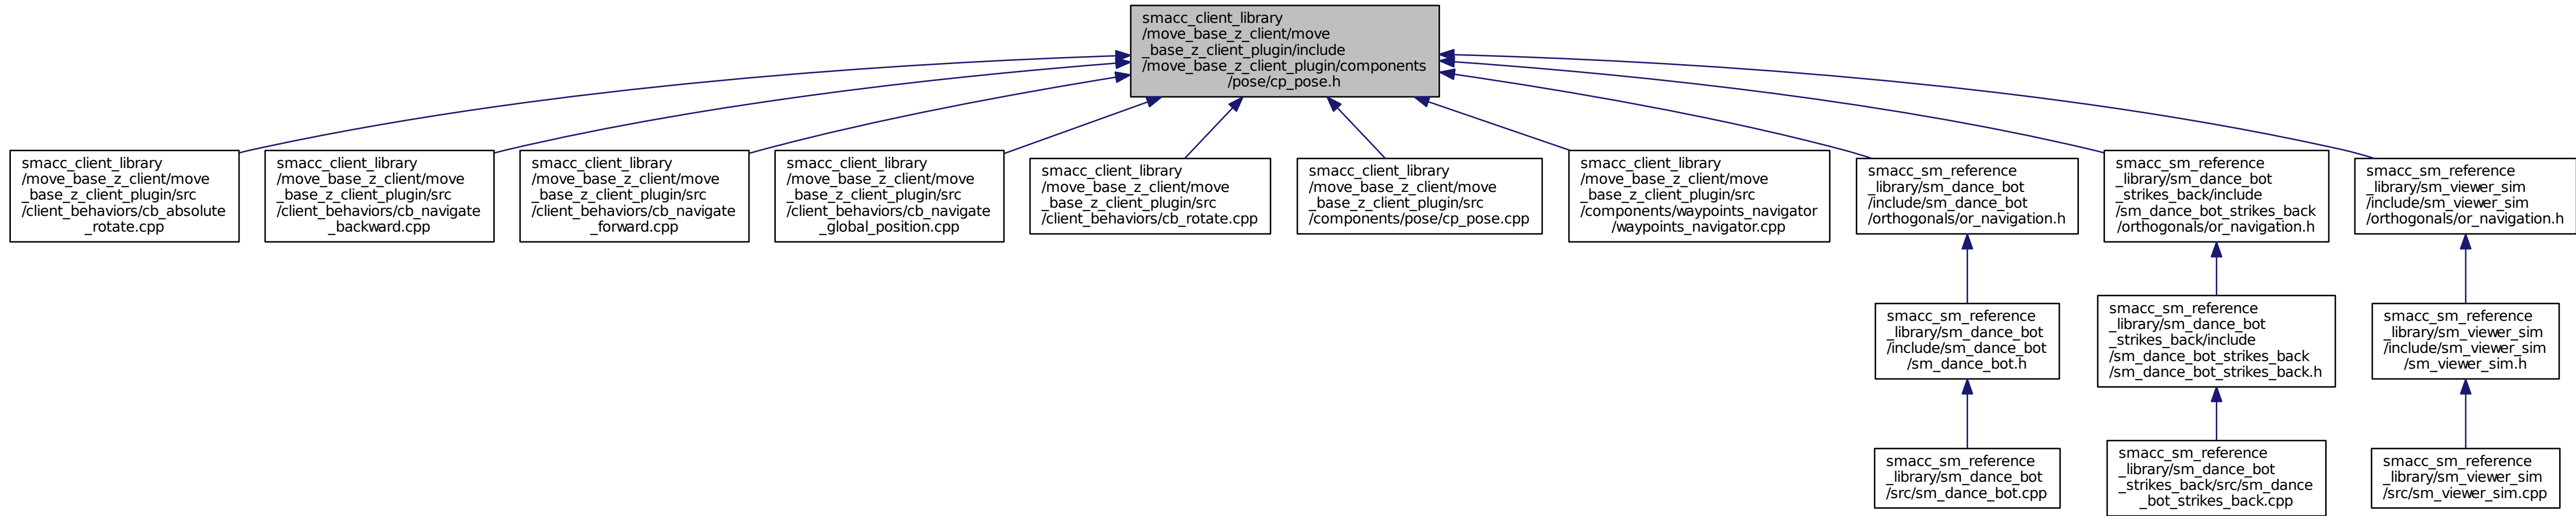 smacc_client_library
/move_base_z_client/move
_base_z_client_plugin/include
/move_base_z_client_plugin/components
/pose/cp_pose.h
smacc_client_library
/move_base_z_client/move
_base_z_client_plugin/src
/client_behaviors/cb_absolute
_rotate.cpp
smacc_client_library
/move_base_z_client/move
_base_z_client_plugin/src
/client_behaviors/cb_navigate
_backward.cpp
smacc_client_library
/move_base_z_client/move
_base_z_client_plugin/src
/client_behaviors/cb_navigate
_forward.cpp
smacc_client_library
/move_base_z_client/move
_base_z_client_plugin/src
/client_behaviors/cb_navigate
_global_position.cpp
smacc_client_library
/move_base_z_client/move
_base_z_client_plugin/src
/client_behaviors/cb_rotate.cpp
smacc_client_library
/move_base_z_client/move
_base_z_client_plugin/src
/components/pose/cp_pose.cpp
smacc_client_library
/move_base_z_client/move
_base_z_client_plugin/src
/components/waypoints_navigator
/waypoints_navigator.cpp
smacc_sm_reference
_library/sm_dance_bot
/include/sm_dance_bot
/orthogonals/or_navigation.h
smacc_sm_reference
_library/sm_dance_bot
_strikes_back/include
/sm_dance_bot_strikes_back
/orthogonals/or_navigation.h
smacc_sm_reference
_library/sm_viewer_sim
/include/sm_viewer_sim
/orthogonals/or_navigation.h
smacc_sm_reference
_library/sm_dance_bot
/include/sm_dance_bot
/sm_dance_bot.h
smacc_sm_reference
_library/sm_dance_bot
_strikes_back/include
/sm_dance_bot_strikes_back
/sm_dance_bot_strikes_back.h
smacc_sm_reference
_library/sm_viewer_sim
/include/sm_viewer_sim
/sm_viewer_sim.h
smacc_sm_reference
_library/sm_dance_bot
/src/sm_dance_bot.cpp
smacc_sm_reference
_library/sm_dance_bot
_strikes_back/src/sm_dance
_bot_strikes_back.cpp
smacc_sm_reference
_library/sm_viewer_sim
/src/sm_viewer_sim.cpp